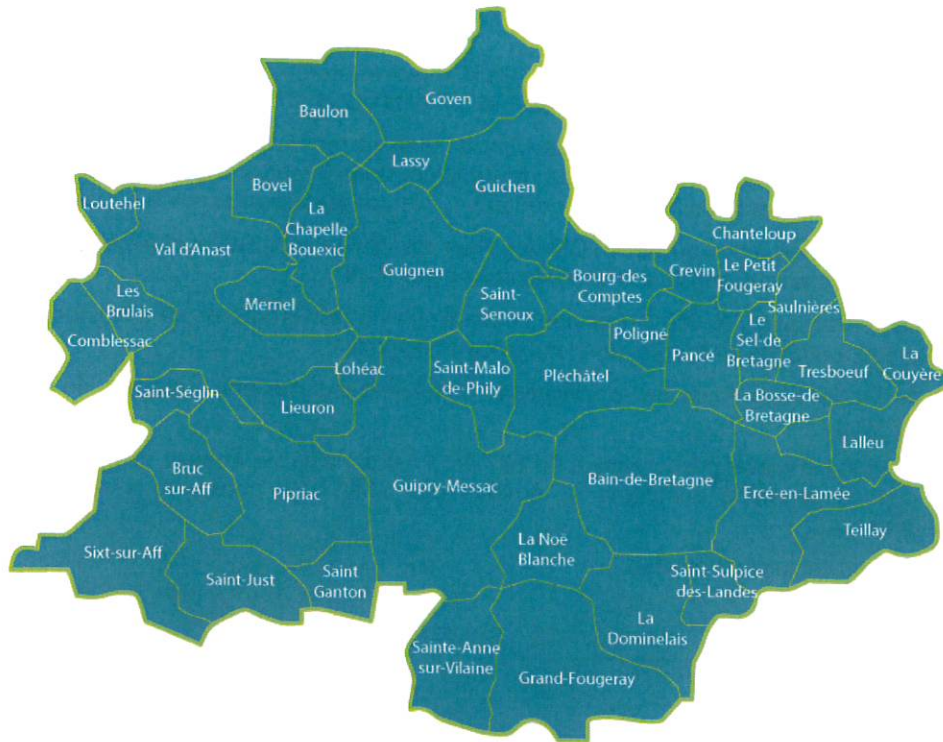 Goven
Baulon
Lassy
Bovel
Guichen
Loutehel
La
Chapelle
Bouexic
Chanteloup
Val d'Anast
Guignen
Bourg-des
Comptes
Crevin
Le Petit
Fougeray
Les
Brulais
Mernel
Saint-
Senoux
Saulnières
Comblessac
Poligné
Le
Sel-de
Bretagne
Pancé
Lohéac
Saint-Malo
de-Phily
Pléchâtel
Tresboeuf
La
Couyère
Saint-Séglin
Lieuron
La Bosse-de
Bretagne
Lalleu
Bruc
sur-Aff
Pipriac
Guipry-Messac
Bain-de-Bretagne
Ercé-en-Lamée
Teillay
Sixt-sur-Aff
La Noë
Blanche
Saint-Just
Saint
Ganton
Saint-Sulpice
des-Landes
La
Dominelais
Sainte-Anne
sur-Vilaine
Grand-Fougeray